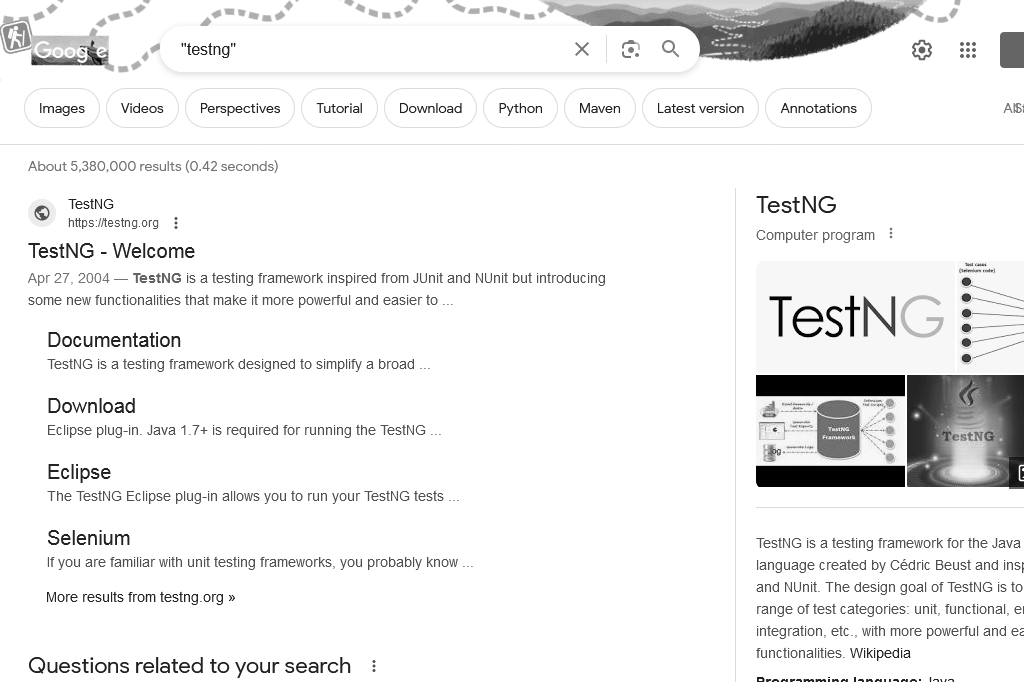 Google
"testng"
Images
Videos
Perspectives
Tutorial
Download
Python
Maven
Latest version
Annotations
About 5,380,000 results (0.42 seconds)
TestNG
https://testng.org
TestNG - Welcome
Apr 27, 2004 — TestNG is a testing framework inspired from JUnit and NUnit but introducing
some new functionalities that make it more powerful and easier to ...
Documentation
TestNG is a testing framework designed to simplify a broad ...
Download
Eclipse plug-in. Java 1.7+ is required for running the TestNG ...
Eclipse
The TestNG Eclipse plug-in allows you to run your TestNG tests ...
Selenium
If you are familiar with unit testing frameworks, you probably know ...
More results from testng.org »
Questions related to your search
TestNG
Computer program
TestNG
Test cases
(Selenium code)
TestNG
Framework
TestNG
TestNG is a testing framework for the Java
language created by Cédric Beust and insp
and NUnit. The design goal of TestNG is to
range of test categories: unit, functional, e
integration, etc., with more powerful and ea
functionalities. Wikipedia
Programming language: Java